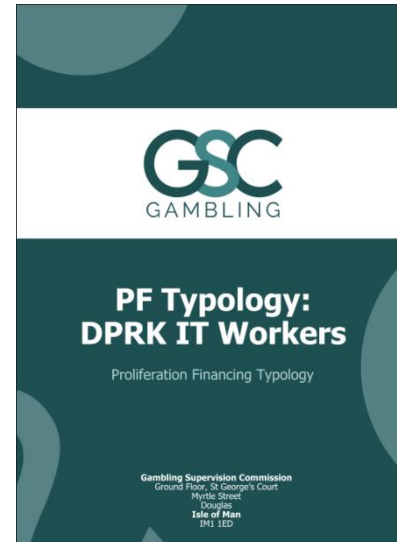 GSC
GAMBLING
PF Typology:
DPRK IT Workers
Proliferation Financing Typology
Gambling Supervision Commission
Ground Floor, St George's Court
Myrtle Street
Douglas
Isle of Man
IM1 1ED